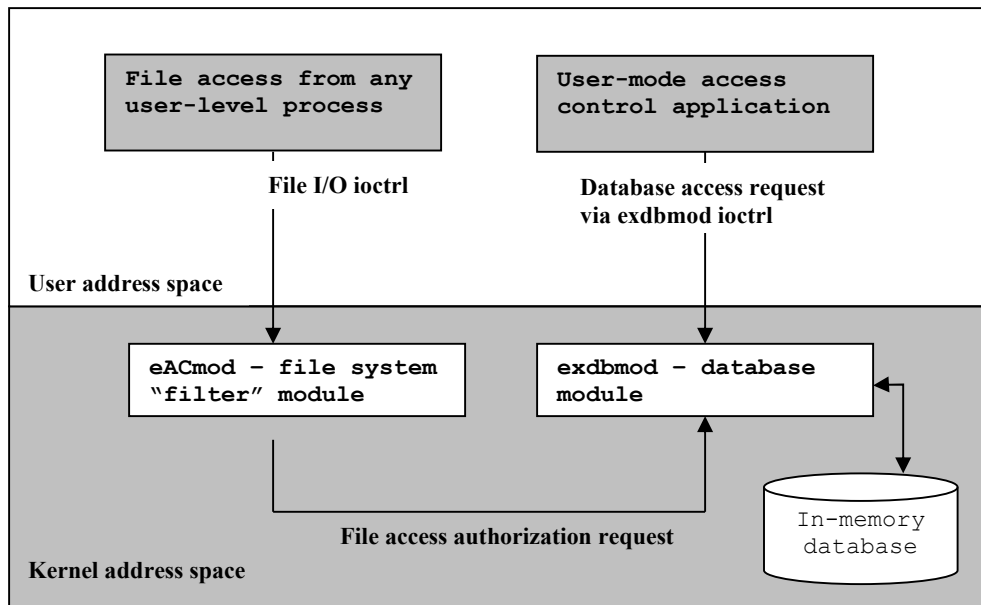 File access from any
user-level process
User-mode access
control application
File I/O ioctrl
Database access request
via exdbmod ioctrl
User address space
eACmod – file system
“filter” module
exdbmod – database
module
In-memory
database
File access authorization request
Kernel address space